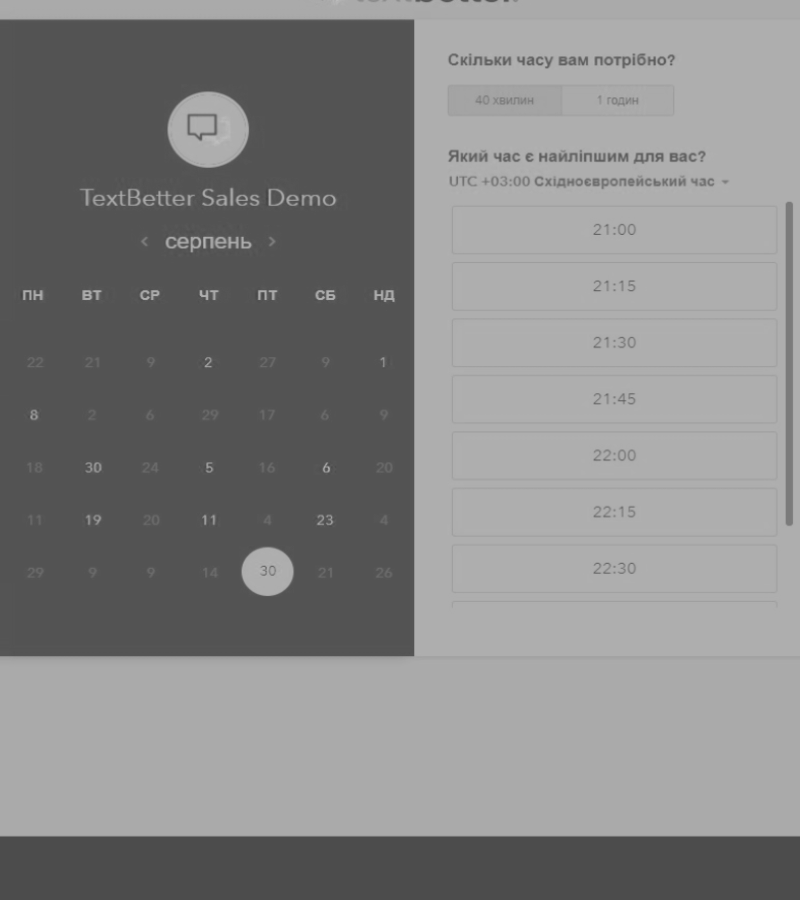 TextBetter Sales Demo
серпень
ПН ВТ СР ЧТ ПТ СБ НД
22 21 9 2 27 9 1
8 2 6 29 17 6 9
18 30 24 5 16 6 20
11 19 20 11 4 23 4
29 9 9 14 30 21 26
Скільки часу вам потрібно?
40 хвилин 1 годин
Який час є найліпшим для вас?
UTC +03:00 Східноєвропейський час
21:00
21:15
21:30
21:45
22:00
22:15
22:30